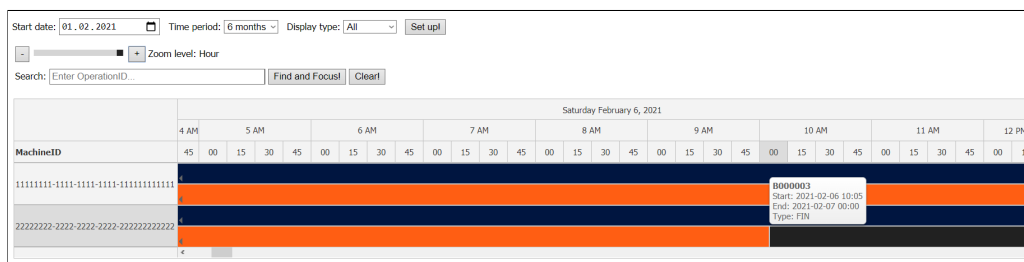 Start date: 01.02.2021 Time period: 6 months Display type: All Set up!
- + Zoom level: Hour
Search: Enter OperationID... Find and Focus! Clear!
Saturday February 6, 2021
4 AM 5 AM 6 AM 7 AM 8 AM 9 AM 10 AM 11 AM 12 PM
MachineID 45 00 15 30 45 00 15 30 45 00 15 30 45 00 15 30 45 00 15 30 45 00 15 30 45 00 15 30 45 00
11111111-1111-1111-1111-111111111111
B000003
Start: 2021-02-06 10:05
End: 2021-02-07 00:00
Type: FIN
22222222-2222-2222-2222-222222222222